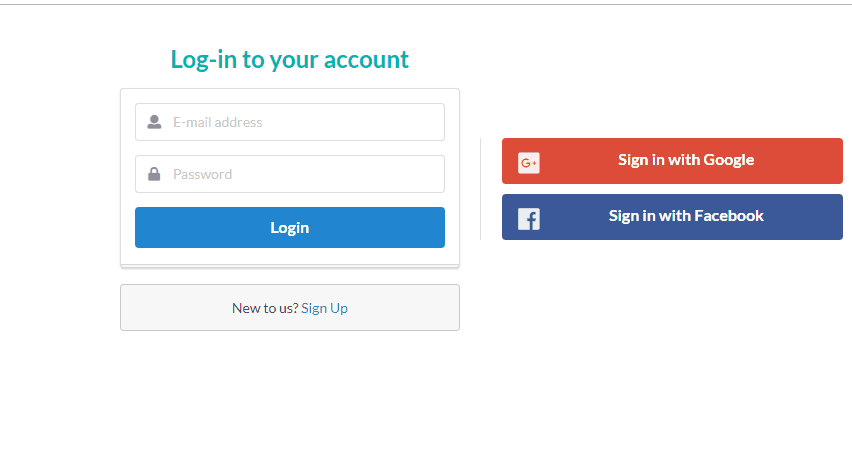 Log-in to your account
E-mail address
Password
Login
New to us? Sign Up
G+ Sign in with Google
f Sign in with Facebook